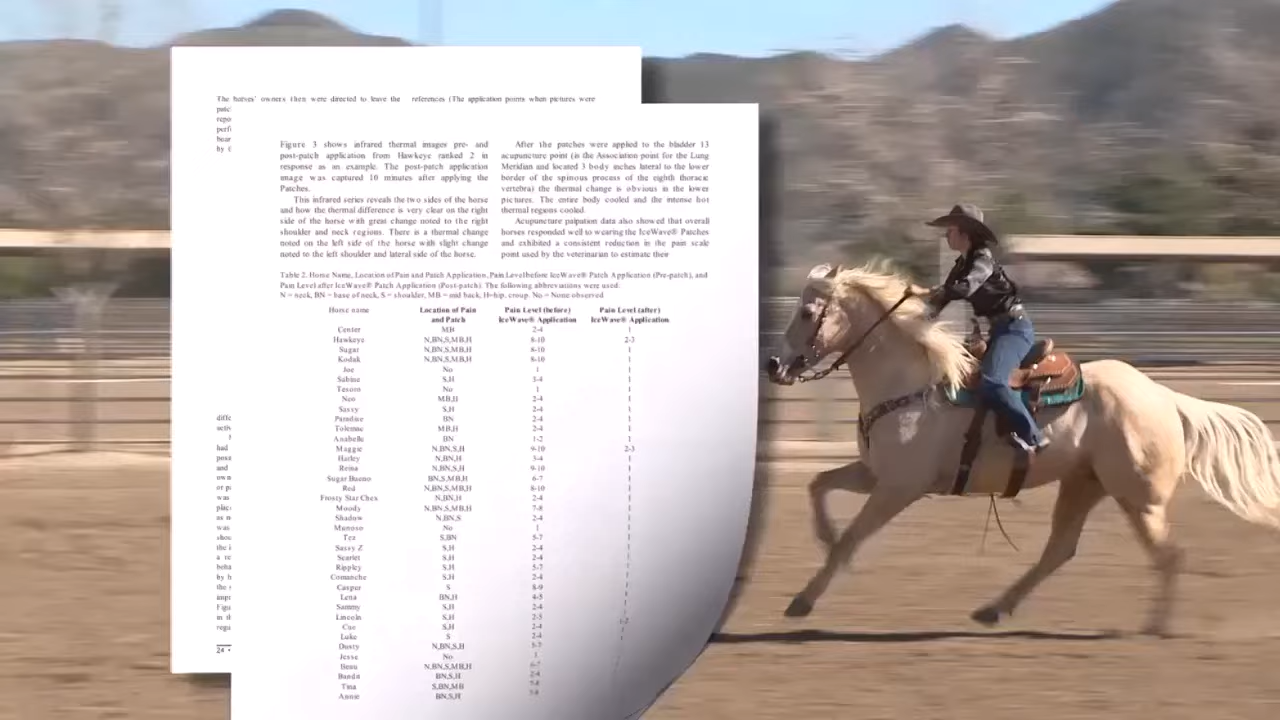 The horses' owners then were directed to leave the
references (The application points when pictures were
by
Figure 3 shows infrared thermal images pre- and
post-patch application from Hawkeye ranked 2 in
response as an example. The post-patch application
image was captured 10 minutes after applying the
Patches.
This infrared series reveals the two sides of the horse
and how the thermal difference is very clear on the right
side of the horse with great change noted to the right
shoulder and neck regions. There is a thermal change
noted on the left side of the horse with slight change
noted to the left shoulder and lateral side of the horse.
After the patches were applied to the bladder 13
acupuncture point (is the Association point for the Lung
Meridian and located 3 body inches lateral to the lower
border of the spinous process of the eighth thoracic
vertebra) the thermal change is obvious in the lower
pictures. The entire body cooled and the intense hot
thermal regions cooled.
Acupuncture palpation data also showed that overall
horses responded well to wearing the IceWave® Patches
and exhibited a consistent reduction in the pain scale
point used by the veterinarian to estimate their
Table 2. Horse Name, Location of Pain and Patch Application, Pain Level before IceWave® Patch Application (Pre-patch), and
Pain Level after IceWave® Patch Application (Post-patch). The following abbreviations were used:
N = neck, BN = base of neck, S = shoulder, MB = mid back, H=hip, croup. No = None observed
Horse name Location of Pain Pain Level (before) Pain Level (after)
and Patch IceWave® Application IceWave® Application
Center MB 2-4 1
Hawkeye N,BN,S,MB,H 8-10 2-3
Sugar N,BN,S,MB,H 8-10 1
Kodak N,BN,S,MB,H 8-10 1
Joe No 1 1
Sabine S,H 3-4 1
Tesoro No 1 1
Neo MB,H 2-4 1
Sassy S,H 2-4 1
Paradise BN 2-4 1
Tolemac MB,H 2-4 1
Anabelle BN 1-2 1
Maggie N,BN,S,H 9-10 2-3
Harley N,BN,H 3-4 1
Reina N,BN,S,H 9-10 1
Sugar Bueno BN,S,MB,H 6-7 1
Red N,BN,S,MB,H 8-10 1
Frosty Star Chex N,BN,H 2-4 1
Moody N,BN,S,MB,H 7-8 1
Shadow N,BN,S 2-4 1
Munoso No 1 1
Tez S,BN 5-7 1
Sassy Z S,H 2-4 1
Scarlet S,H 2-4 1
Rippley S,H 5-7 1
Comanche S,H 2-4 1
Casper S 8-9 1
Lena BN,H 4-5 1
Sammy S,H 2-4 1
Lincoln S,H 2-5
Cue S,H 2-4
Luke S 2-4
Dusty N,BN,S,H
Jesse No 1
Beau N,BN,S,MB,H 6-7
Bandit BN,S,H 2-4
Tina S,BN,MB
Annie BN,S,H
24 •